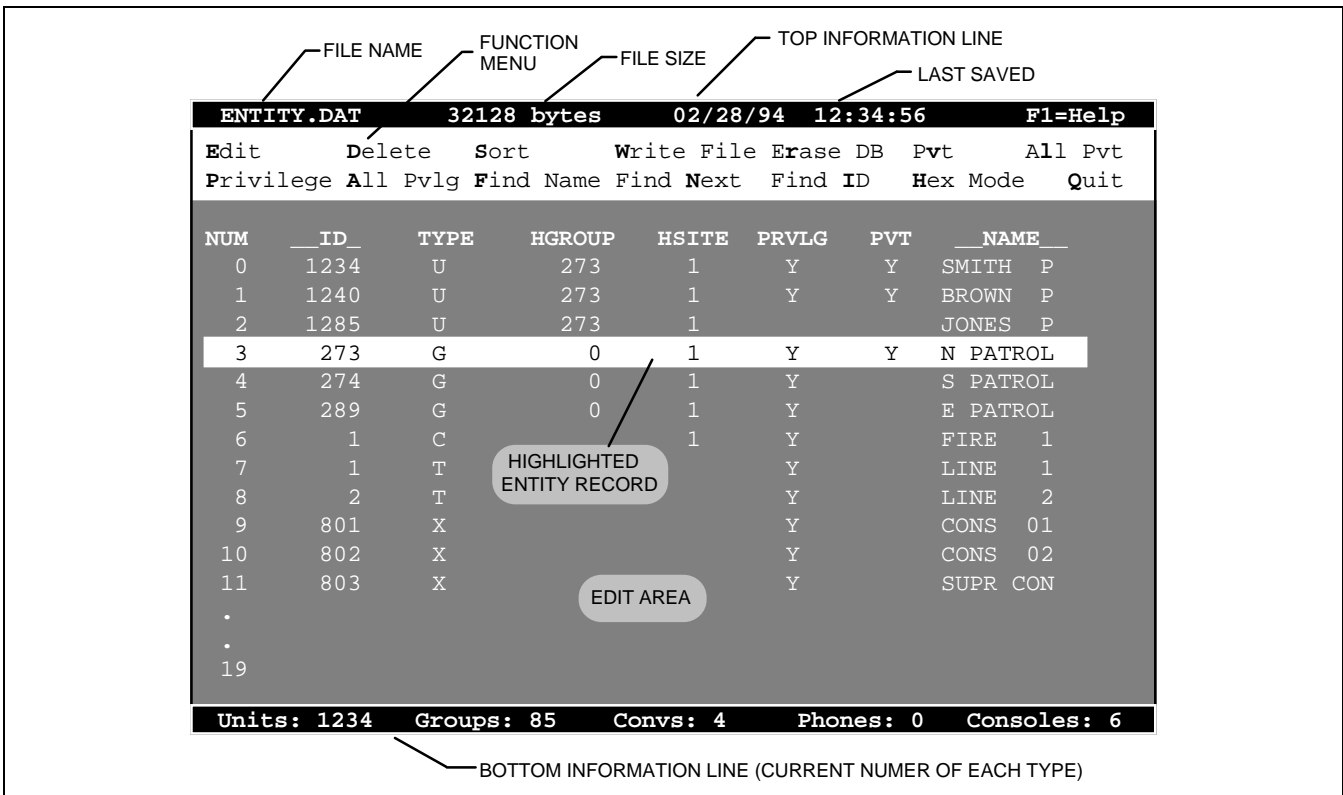 FILE NAME
FUNCTION
MENU
FILE SIZE
TOP INFORMATION LINE
LAST SAVED
ENTITY.DAT 32128 bytes 02/28/94 12:34:56 F1=Help
Edit Delete Sort Write File Erase DB Pvt All Pvt
Privilege All Pvlg Find Name Find Next Find ID Hex Mode Quit
NUM __ID_ TYPE HGROUP HSITE PRVLG PVT __NAME__
0 1234 U 273 1 Y Y SMITH P
1 1240 U 273 1 Y Y BROWN P
2 1285 U 273 1 JONES P
3 273 G 0 1 Y Y N PATROL
4 274 G 0 1 Y S PATROL
5 289 G 0 1 Y E PATROL
6 1 C 1 Y FIRE 1
7 1 T Y LINE 1
8 2 T Y LINE 2
9 801 X Y CONS 01
10 802 X Y CONS 02
11 803 X Y SUPR CON
.
.
19
HIGHLIGHTED
ENTITY RECORD
EDIT AREA
Units: 1234 Groups: 85 Convs: 4 Phones: 0 Consoles: 6
BOTTOM INFORMATION LINE (CURRENT NUMER OF EACH TYPE)